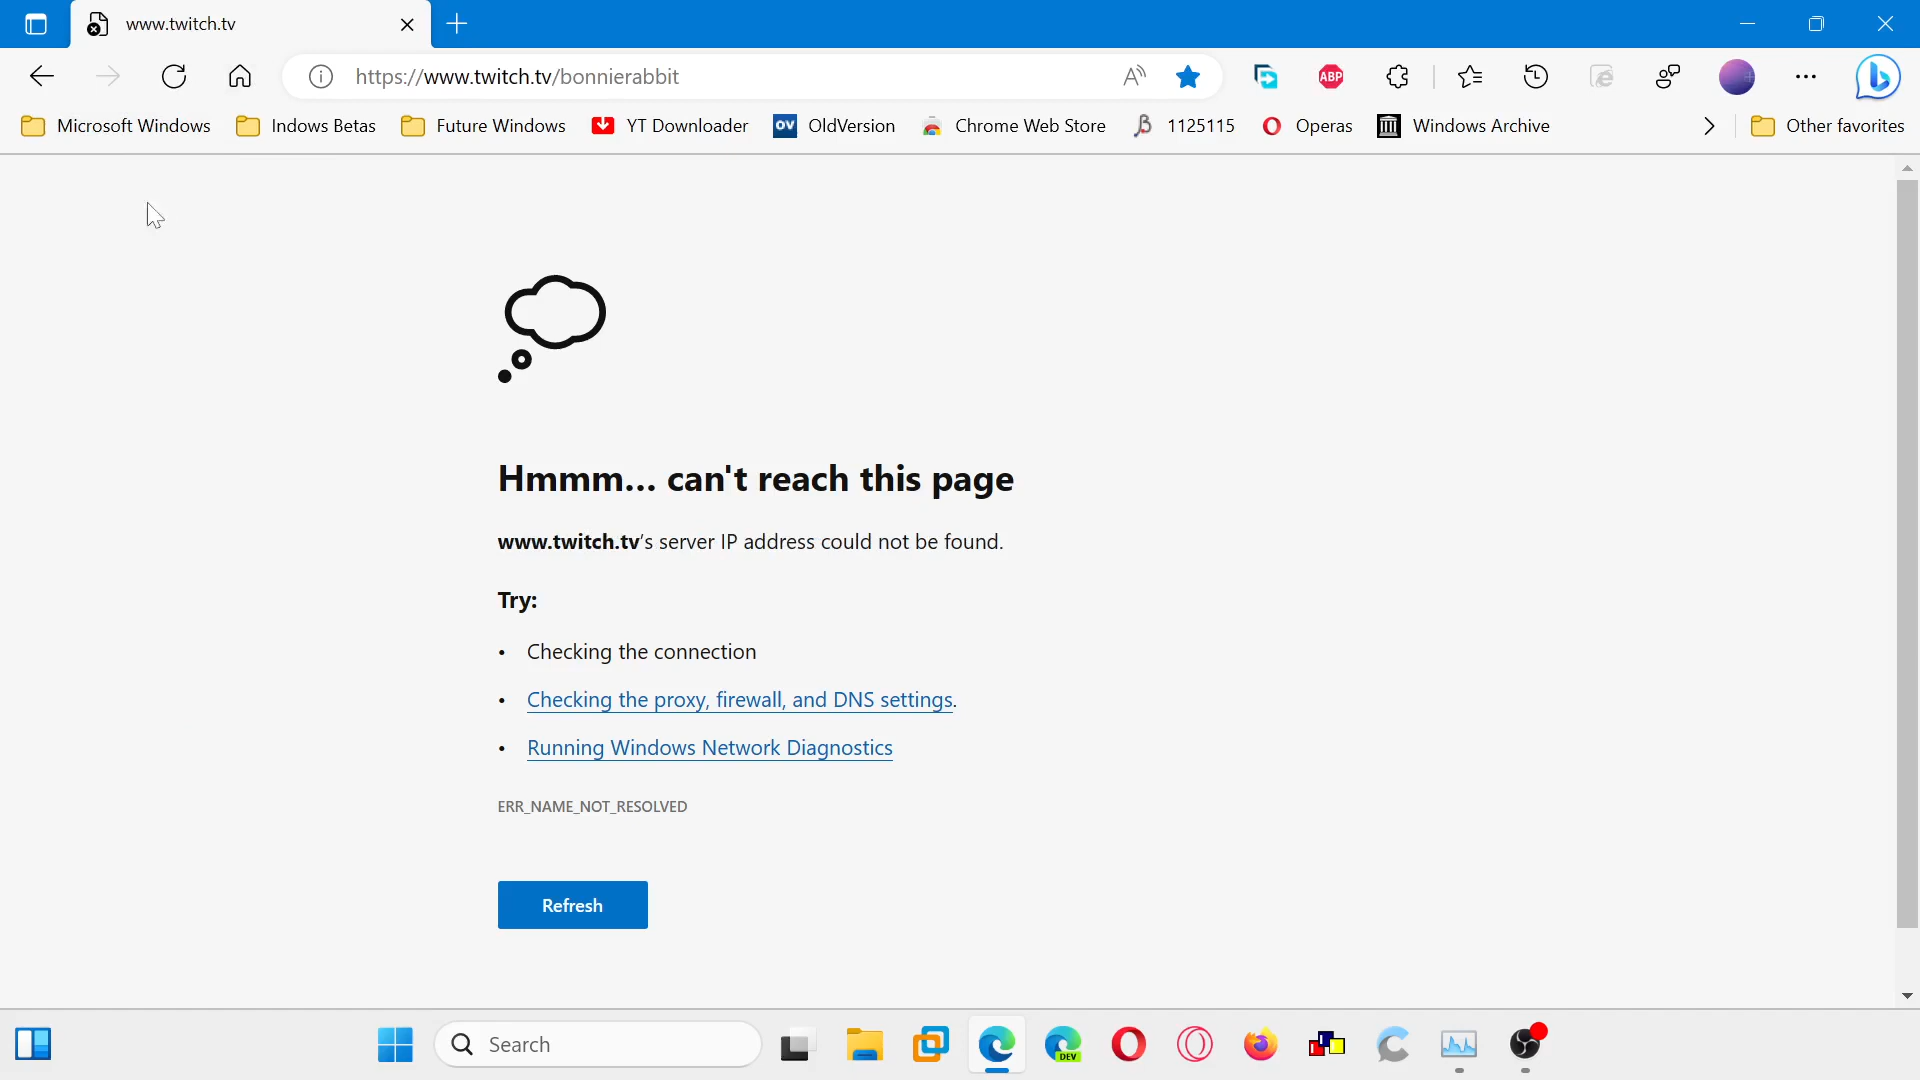 www.twitch.tv
https://www.twitch.tv/bonnierabbit
ABP
Microsoft Windows
Indows Betas
Future Windows
YT Downloader
OV OldVersion
Chrome Web Store
1125115
Operas
Windows Archive
Other favorites
Hmmm... can't reach this page
www.twitch.tv's server IP address could not be found.
Try:
• Checking the connection
• Checking the proxy, firewall, and DNS settings.
• Running Windows Network Diagnostics
ERR_NAME_NOT_RESOLVED
Refresh
Search
DEV